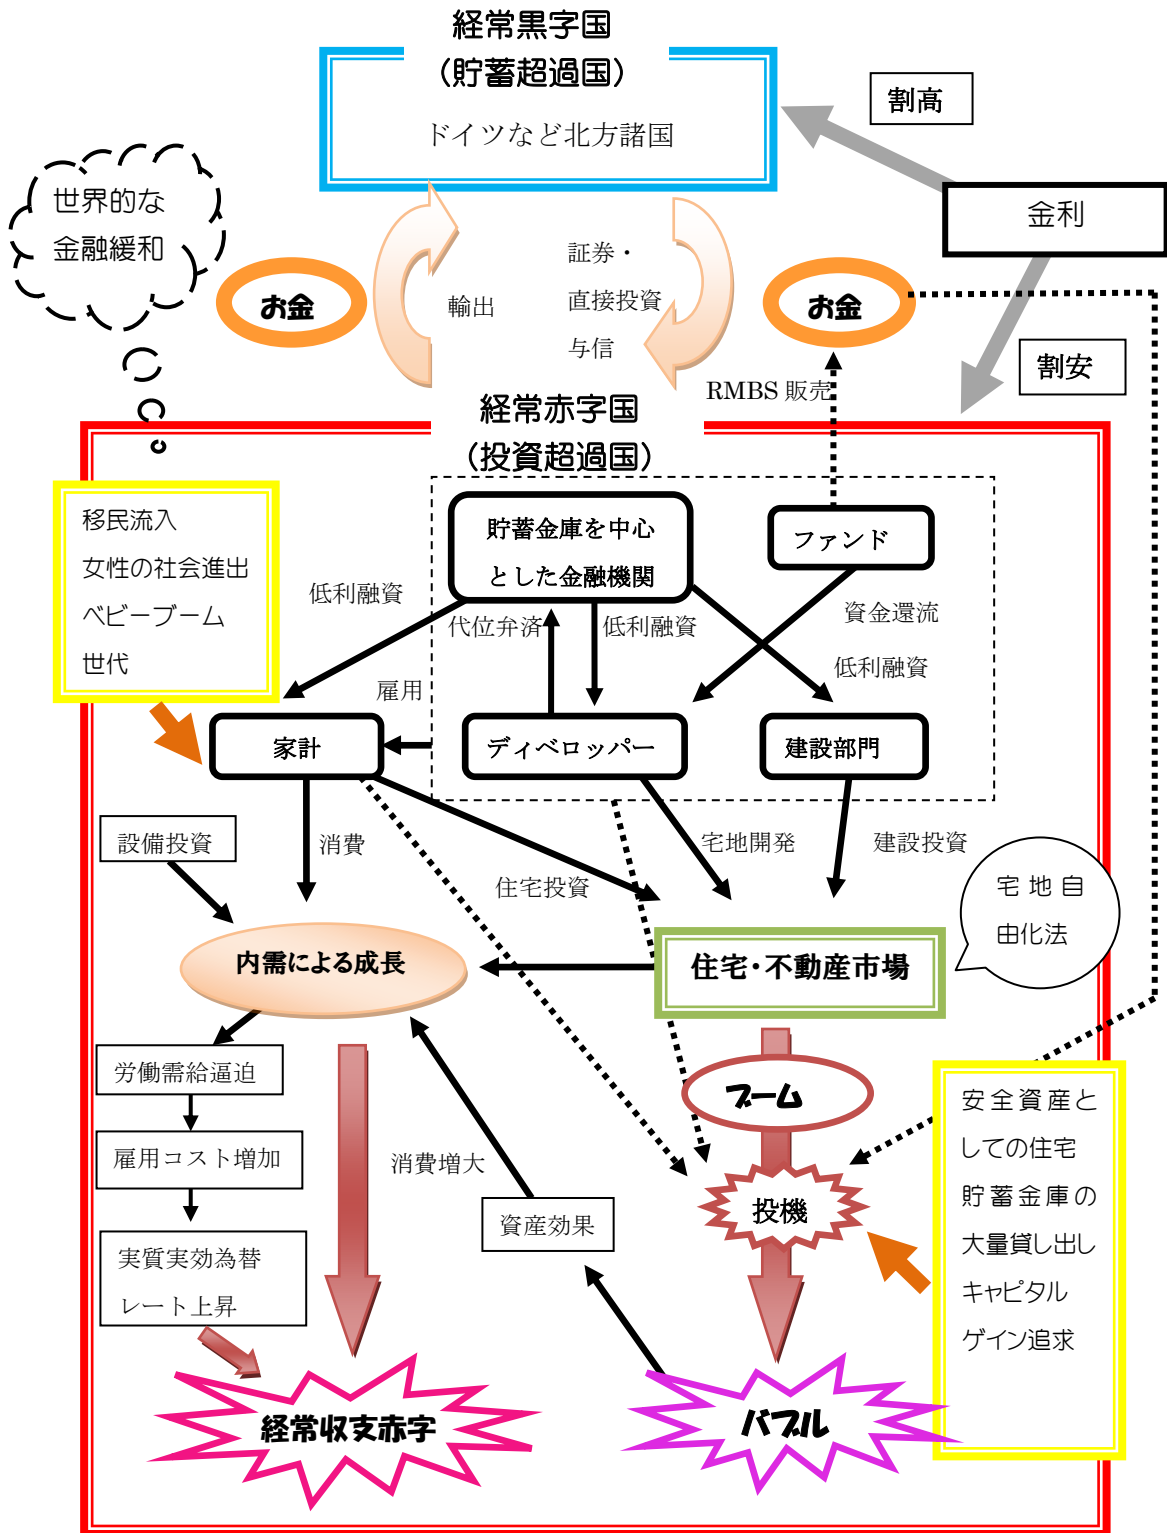 経常黒字国
（貯蓄超過国）
ドイツなど北方諸国
割高
世界的な
金融緩和
金利
お金
輸出
証券・
直接投資
与信
お金
割安
RMBS 販売
経常赤字国
（投資超過国）
移民流入
女性の社会進出
ベビーブーム
世代
貯蓄金庫を中心
とした金融機関
ファンド
低利融資
代位弁済
低利融資
資金還流
低利融資
雇用
家計
ディベロッパー
建設部門
設備投資
消費
住宅投資
宅地開発
建設投資
宅地自
由化法
内需による成長
住宅・不動産市場
労働需給逼迫
ブーム
雇用コスト増加
消費増大
資産効果
投機
実質実効為替
レート上昇
安全資産と
しての住宅
貯蓄金庫の
大量貸し出し
キャピタル
ゲイン追求
経常収支赤字
バブル